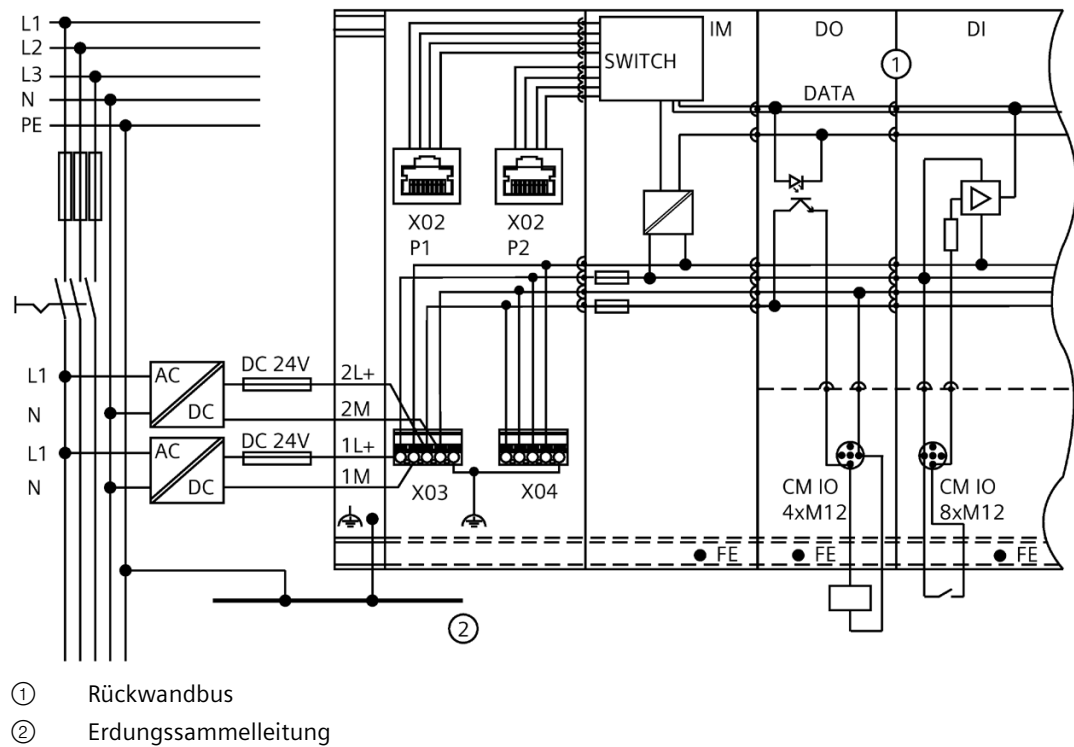 L1
L2
L3
N
PE
IM
DO
DI
SWITCH
1
DATA
X02
P1
X02
P2
L1
N
L1
N
AC
DC
AC
DC
DC 24V
DC 24V
2L+
2M
1L+
1M
X03
X04
CM IO
4xM12
CM IO
8xM12
FE
FE
FE
2
1 Rückwandbus
2 Erdungssammelleitung